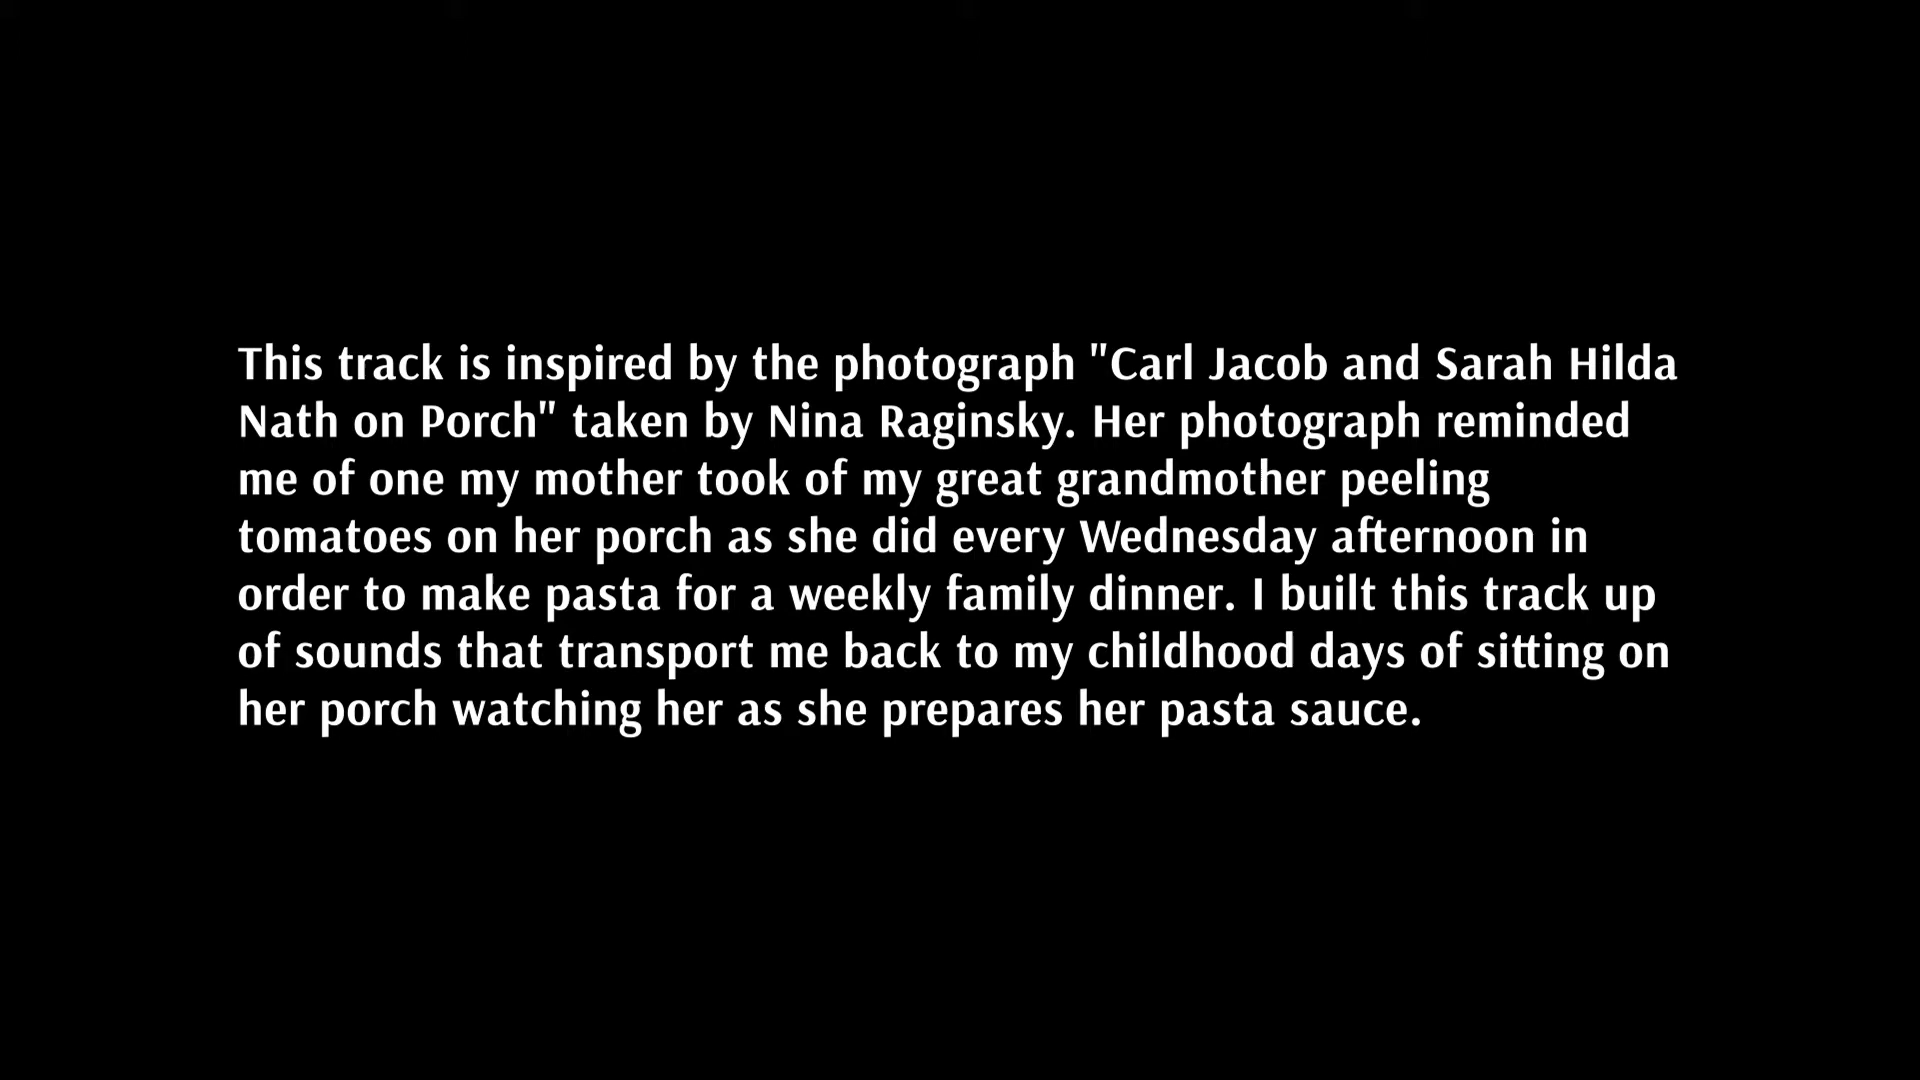 This track is inspired by the photograph "Carl Jacob and Sarah Hilda
Nath on Porch" taken by Nina Raginsky. Her photograph reminded
me of one my mother took of my great grandmother peeling
tomatoes on her porch as she did every Wednesday afternoon in
order to make pasta for a weekly family dinner. I built this track up
of sounds that transport me back to my childhood days of sitting on
her porch watching her as she prepares her pasta sauce.